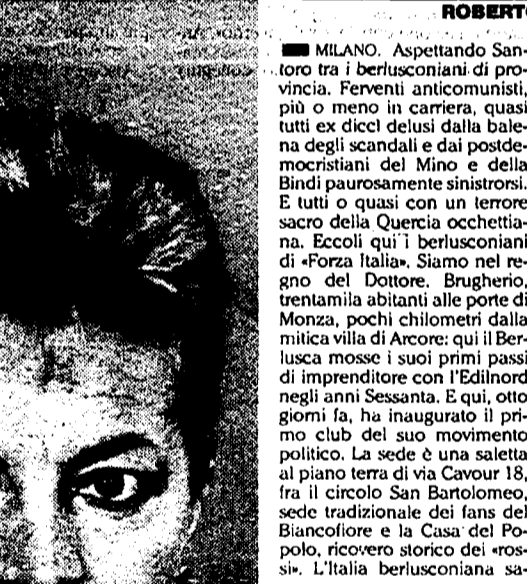 ROBERTO
MILANO. Aspettando San-
toro tra i berlusconiani di pro-
vincia. Ferventi anticomunisti,
più o meno in carriera, quasi
tutti ex diccì delusi dalla bale-
na degli scandali e dai postde-
mocristiani del Mino e della
Bindi paurosamente sinistrorsi.
E tutti o quasi con un terrore
sacro della Quercia occhettia-
na. Eccoli qui i berlusconiani
di «Forza Italia». Siamo nel re-
gno del Dottore. Brugherio,
trentamila abitanti alle porte di
Monza, pochi chilometri dalla
mitica villa di Arcore: qui il Ber-
lusca mosse i suoi primi passi
di imprenditore con l'Edilnord
negli anni Sessanta. E qui, otto
giorni fa, ha inaugurato il pri-
mo club del suo movimento
politico. La sede è una saletta
al piano terra di via Cavour 18,
fra il circolo San Bartolomeo,
sede tradizionale dei fans del
Biancofiore e la Casa del Po-
polo, ricovero storico dei «ros-
si». L'Italia berlusconiana sa-